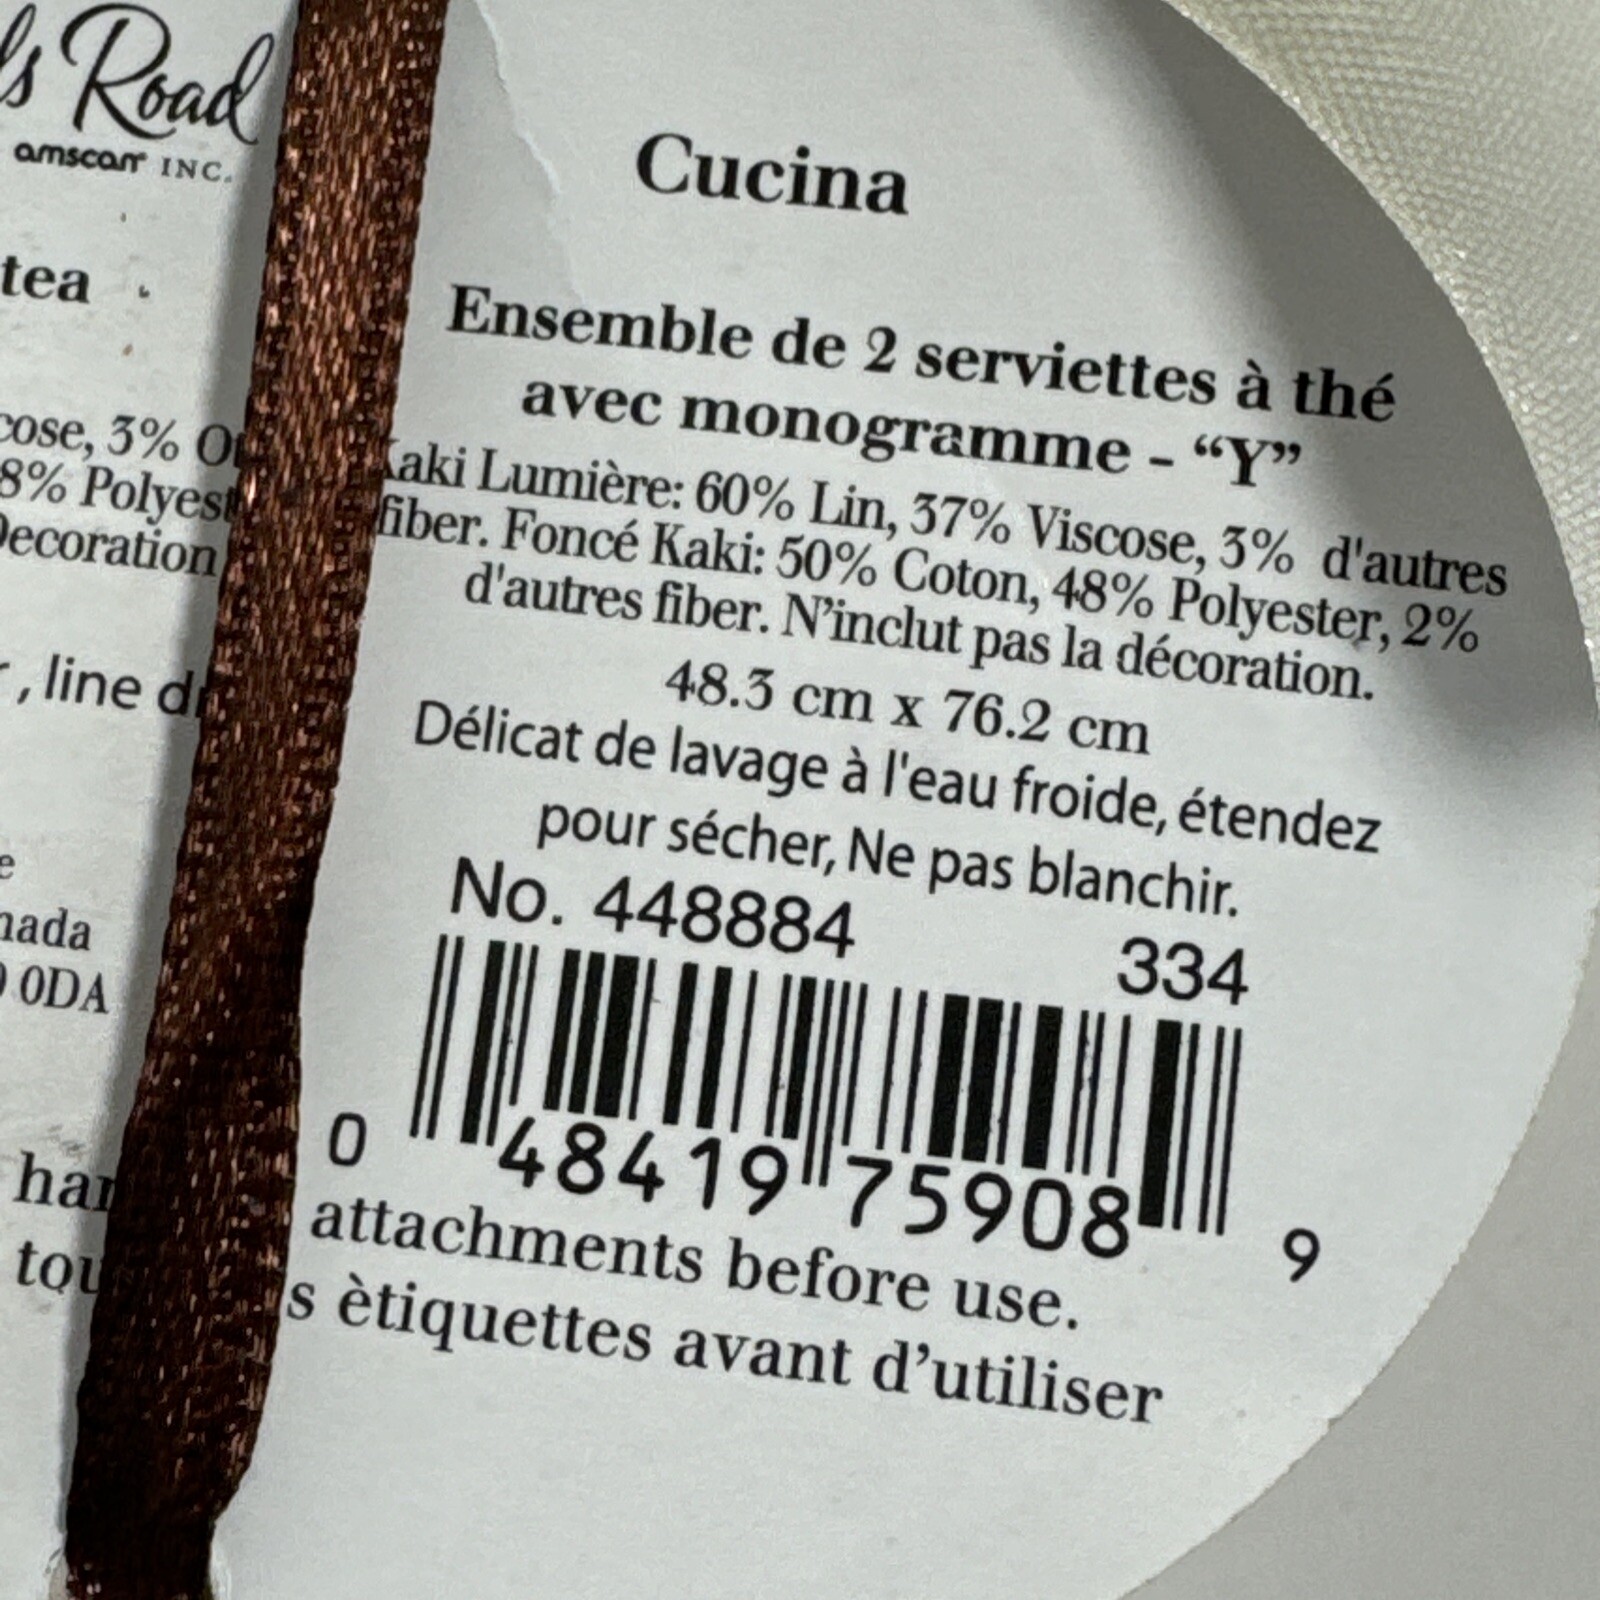 Road
amscan INC.
tea
3%
8%
Decoration
, line
0DA
Cucina
Ensemble de 2 serviettes à thé
avec monogramme - “Y”
Kaki Lumière: 60% Lin, 37% Viscose, 3% d'autres
fiber. Foncé Kaki: 50% Coton, 48% Polyester, 2%
d'autres fiber. N’inclut pas la décoration.
48.3 cm x 76.2 cm
Délicat de lavage à l'eau froide, étendez
pour sécher, Ne pas blanchir.
No. 448884 334
0 48419 75908 9
attachments before use.
ètiquettes avant d’utiliser